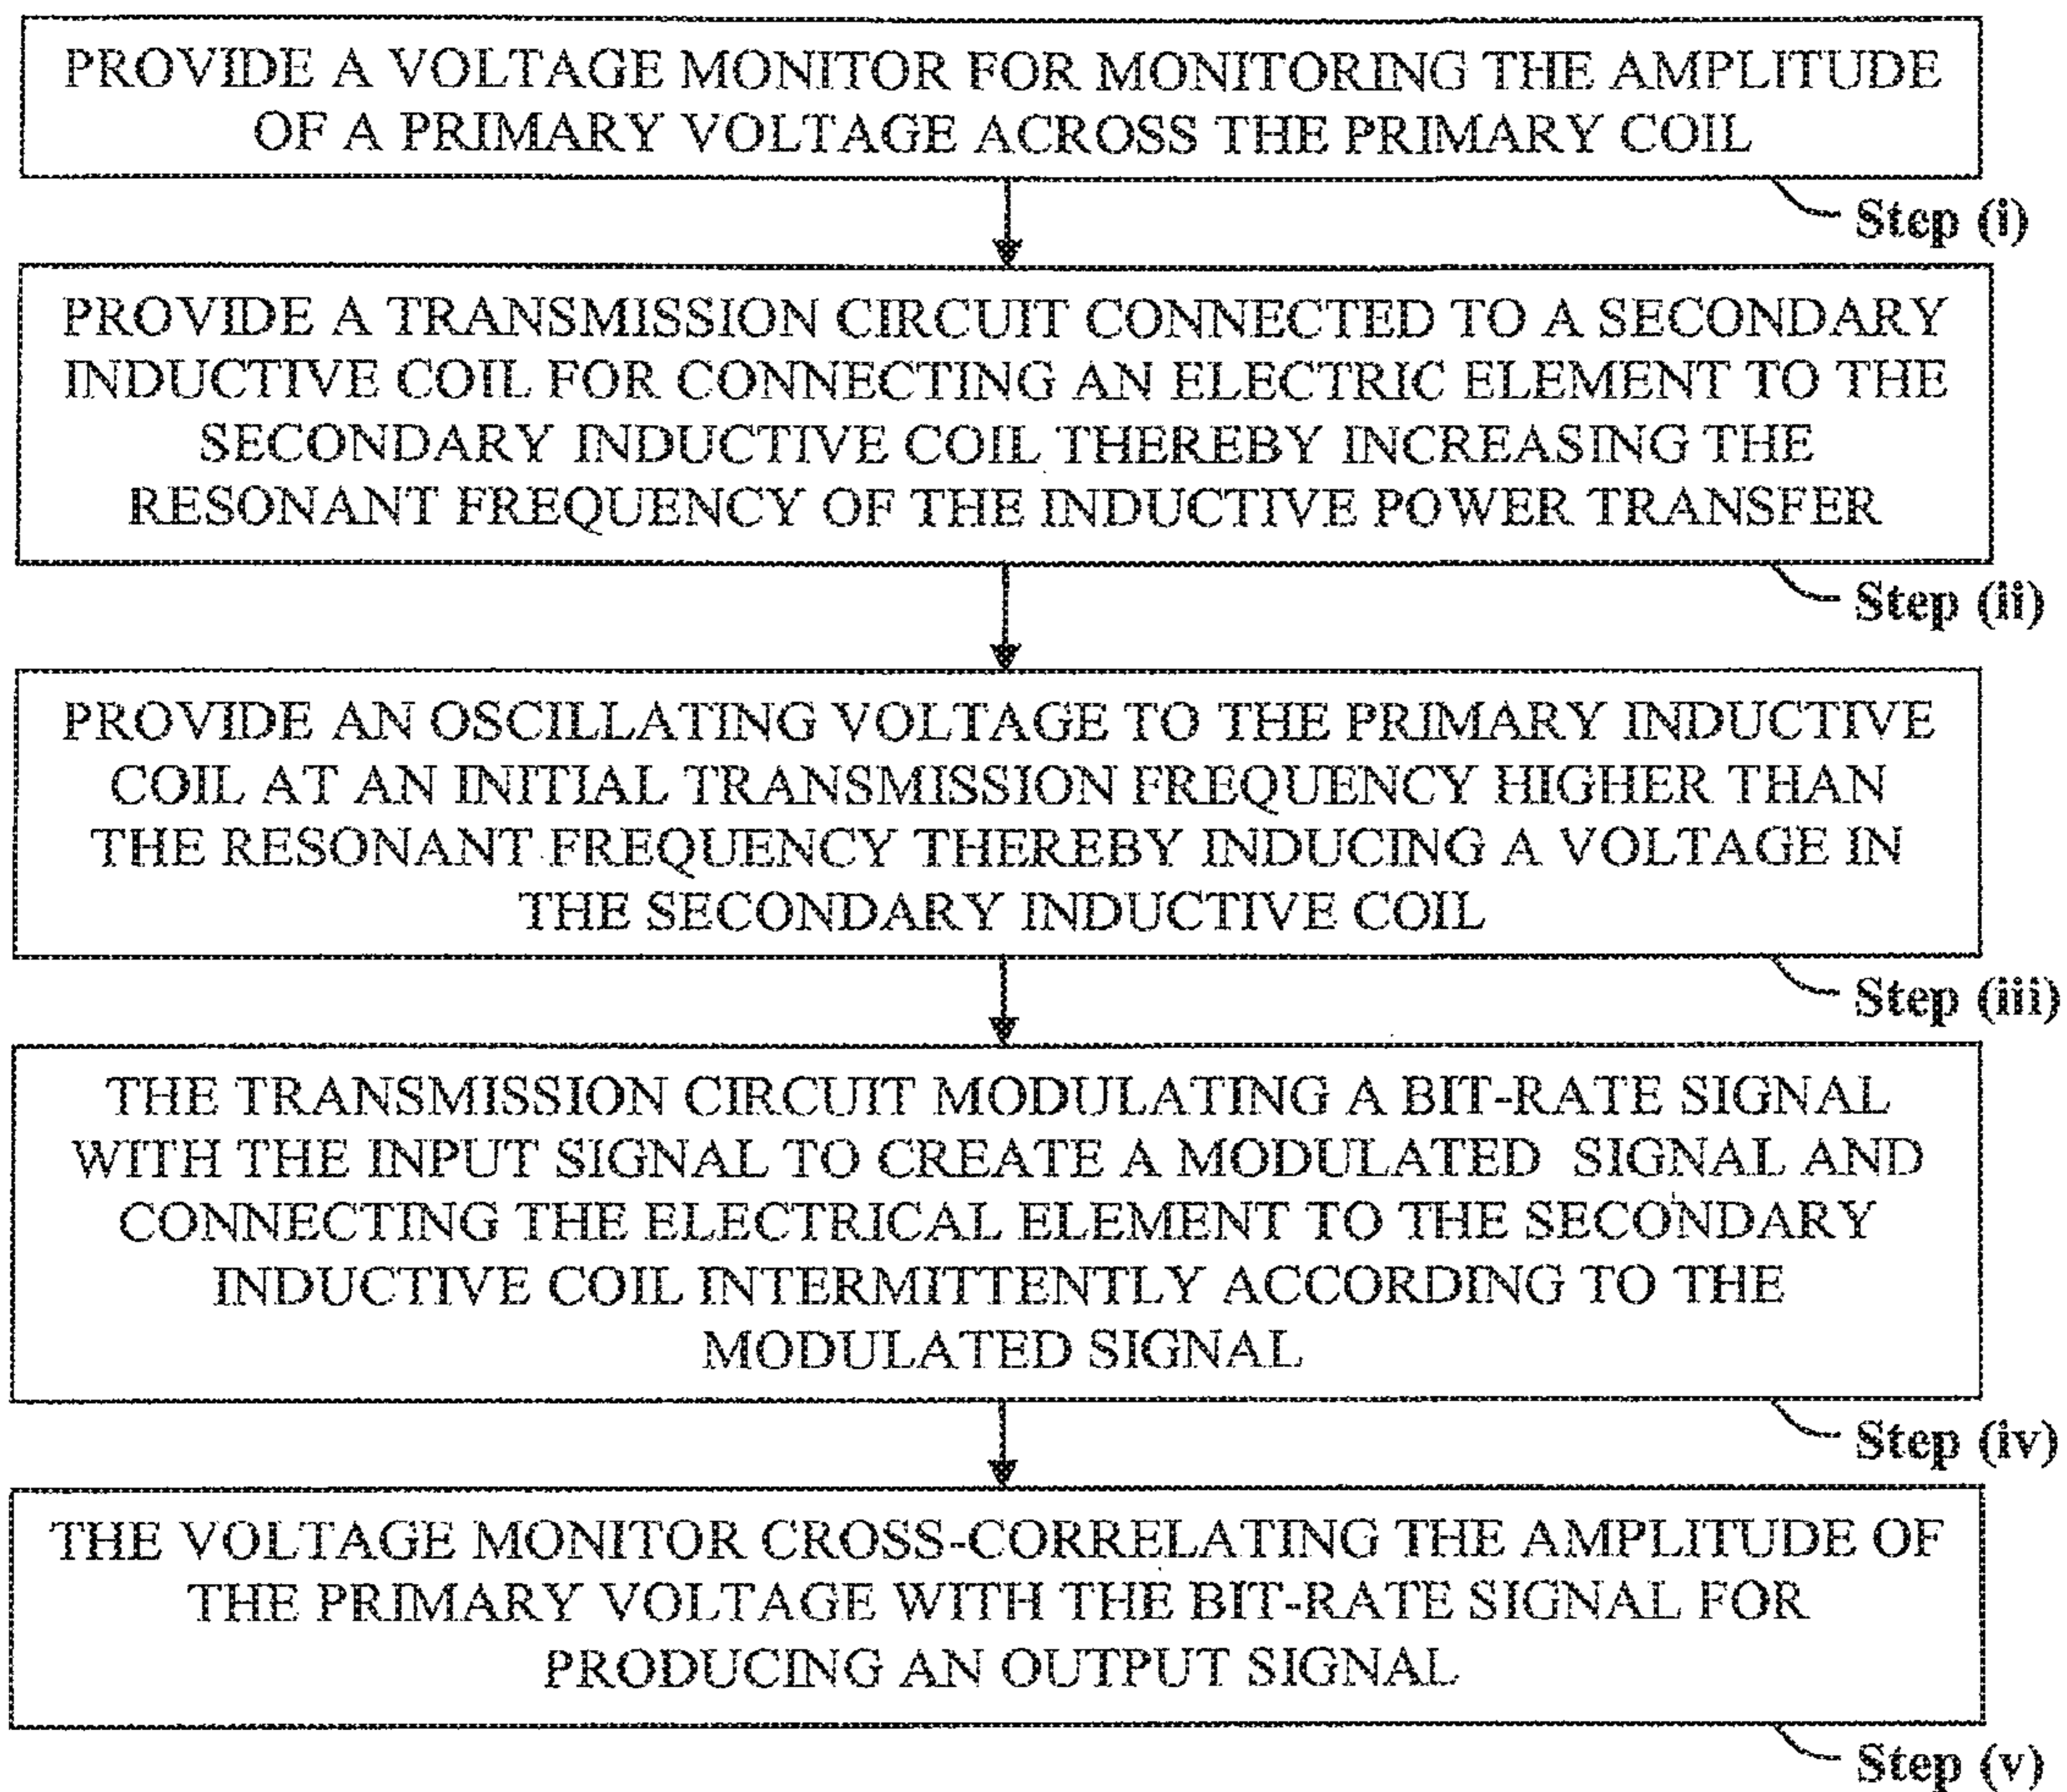 PROVIDE A VOLTAGE MONITOR FOR MONITORING THE AMPLITUDE
OF A PRIMARY VOLTAGE ACROSS THE PRIMARY COIL
Step (i)
PROVIDE A TRANSMISSION CIRCUIT CONNECTED TO A SECONDARY
INDUCTIVE COIL FOR CONNECTING AN ELECTRIC ELEMENT TO THE
SECONDARY INDUCTIVE COIL THEREBY INCREASING THE
RESONANT FREQUENCY OF THE INDUCTIVE POWER TRANSFER
Step (ii)
PROVIDE AN OSCILLATING VOLTAGE TO THE PRIMARY INDUCTIVE
COIL AT AN INITIAL TRANSMISSION FREQUENCY HIGHER THAN
THE RESONANT FREQUENCY THEREBY INDUCING A VOLTAGE IN
THE SECONDARY INDUCTIVE COIL
Step (iii)
THE TRANSMISSION CIRCUIT MODULATING A BIT-RATE SIGNAL
WITH THE INPUT SIGNAL TO CREATE A MODULATED SIGNAL AND
CONNECTING THE ELECTRICAL ELEMENT TO THE SECONDARY
INDUCTIVE COIL INTERMITTENTLY ACCORDING TO THE
MODULATED SIGNAL
Step (iv)
THE VOLTAGE MONITOR CROSS-CORRELATING THE AMPLITUDE OF
THE PRIMARY VOLTAGE WITH THE BIT-RATE SIGNAL FOR
PRODUCING AN OUTPUT SIGNAL
Step (v)